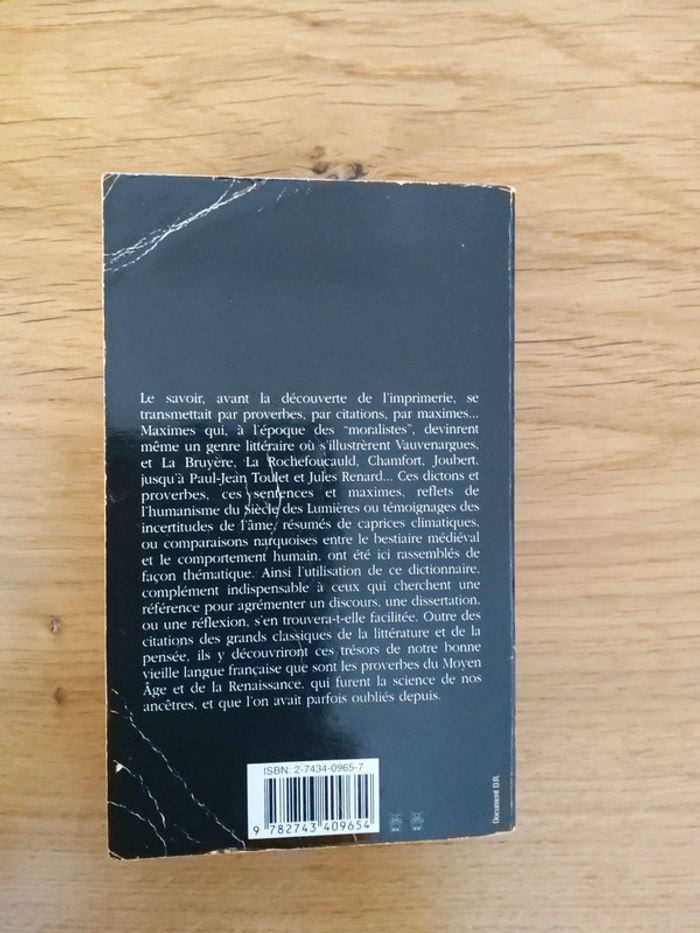 Le savoir, avant la découverte de l'imprimerie, se
transmettait par proverbes, par citations, par maximes...
Maximes qui, à l'époque des "moralistes", devinrent
même un genre littéraire où s'illustrèrent Vauvenargues,
et La Bruyère, La Rochefoucauld, Chamfort, Joubert,
jusqu'à Paul-Jean Toulet et Jules Renard... Ces dictons et
proverbes, ces sentences et maximes, reflets de
l'humanisme du Siècle des Lumières ou témoignages des
incertitudes de l'âme, résumés de caprices climatiques,
ou comparaisons narquoises entre le bestiaire médiéval
et le comportement humain, ont été ici rassemblés de
façon thématique. Ainsi l'utilisation de ce dictionnaire,
complément indispensable à ceux qui cherchent une
référence pour agrémenter un discours, une dissertation,
ou une réflexion, s'en trouvera-t-elle facilitée. Outre des
citations des grands classiques de la littérature et de la
pensée, ils y découvriront ces trésors de notre bonne
vieille langue française que sont les proverbes du Moyen
Âge et de la Renaissance, qui furent la science de nos
ancêtres, et que l'on avait parfois oubliés depuis.
ISBN: 2-7434-0965-7
9 782743 409654
Document D.R.